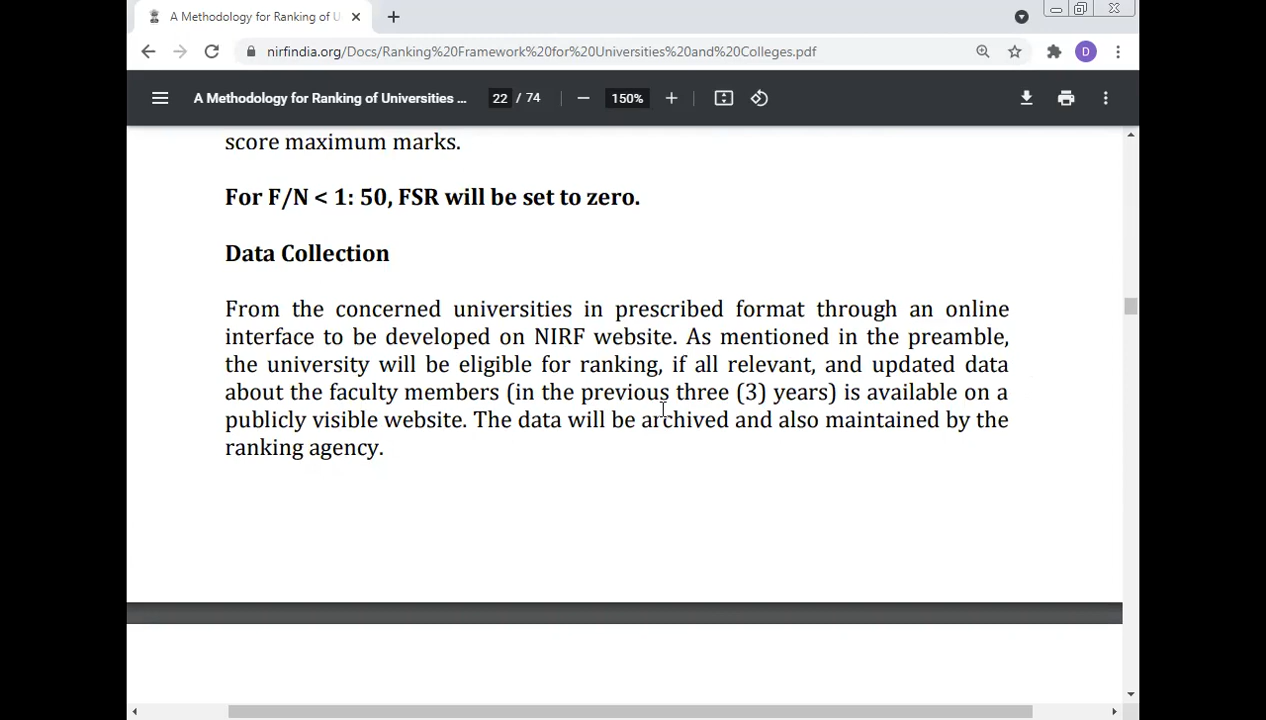 A Methodology for Ranking of U
nirfindia.org/Docs/Ranking%20Framework%20for%20Universities%20and%20Colleges.pdf
D
A Methodology for Ranking of Universities ...
22 / 74
150%
score maximum marks.
For F/N < 1: 50, FSR will be set to zero.
Data Collection
From the concerned universities in prescribed format through an online
interface to be developed on NIRF website. As mentioned in the preamble,
the university will be eligible for ranking, if all relevant, and updated data
about the faculty members (in the previous three (3) years) is available on a
publicly visible website. The data will be archived and also maintained by the
ranking agency.